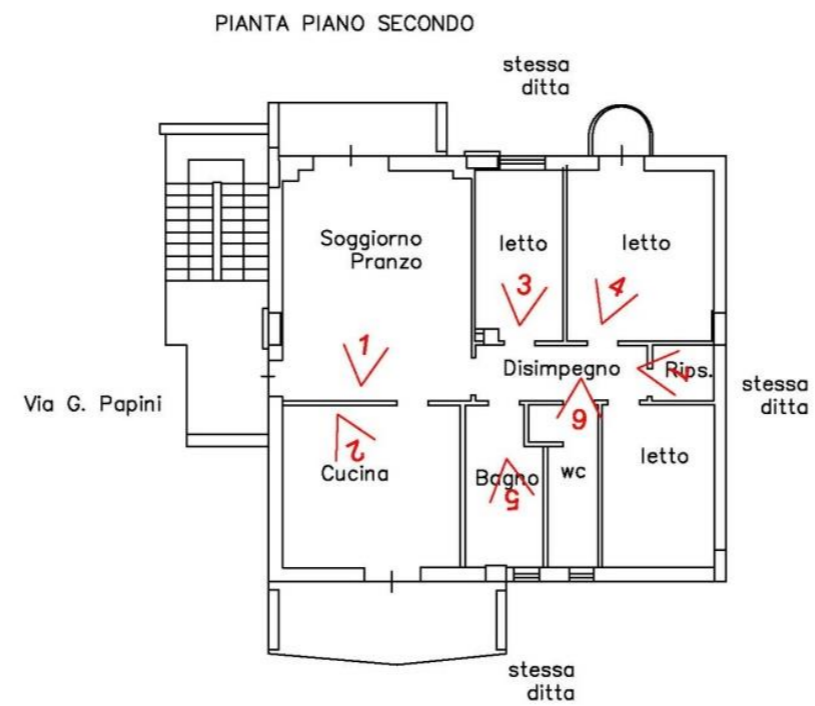 PIANTA PIANO SECONDO
stessa
ditta
Soggiorno
Pranzo
letto
letto
3
4
1
Disimpegno
Rips.
7
stessa
ditta
Via G. Papini
6
2
Cucina
Bagno
5
wc
letto
stessa
ditta